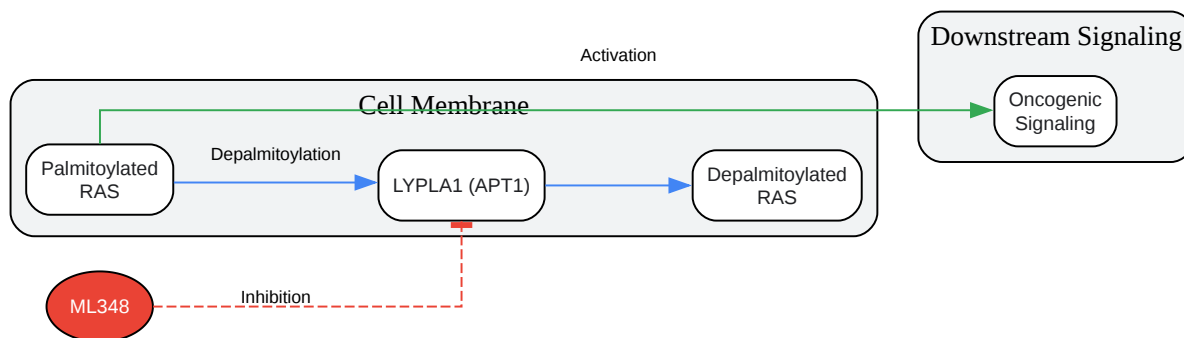 Downstream Signaling
Activation
Cell Membrane
Oncogenic
Signaling
Depalmitoylation
Palmitoylated
RAS
LYPLA1 (APT1)
Depalmitoylated
RAS
Inhibition
ML348